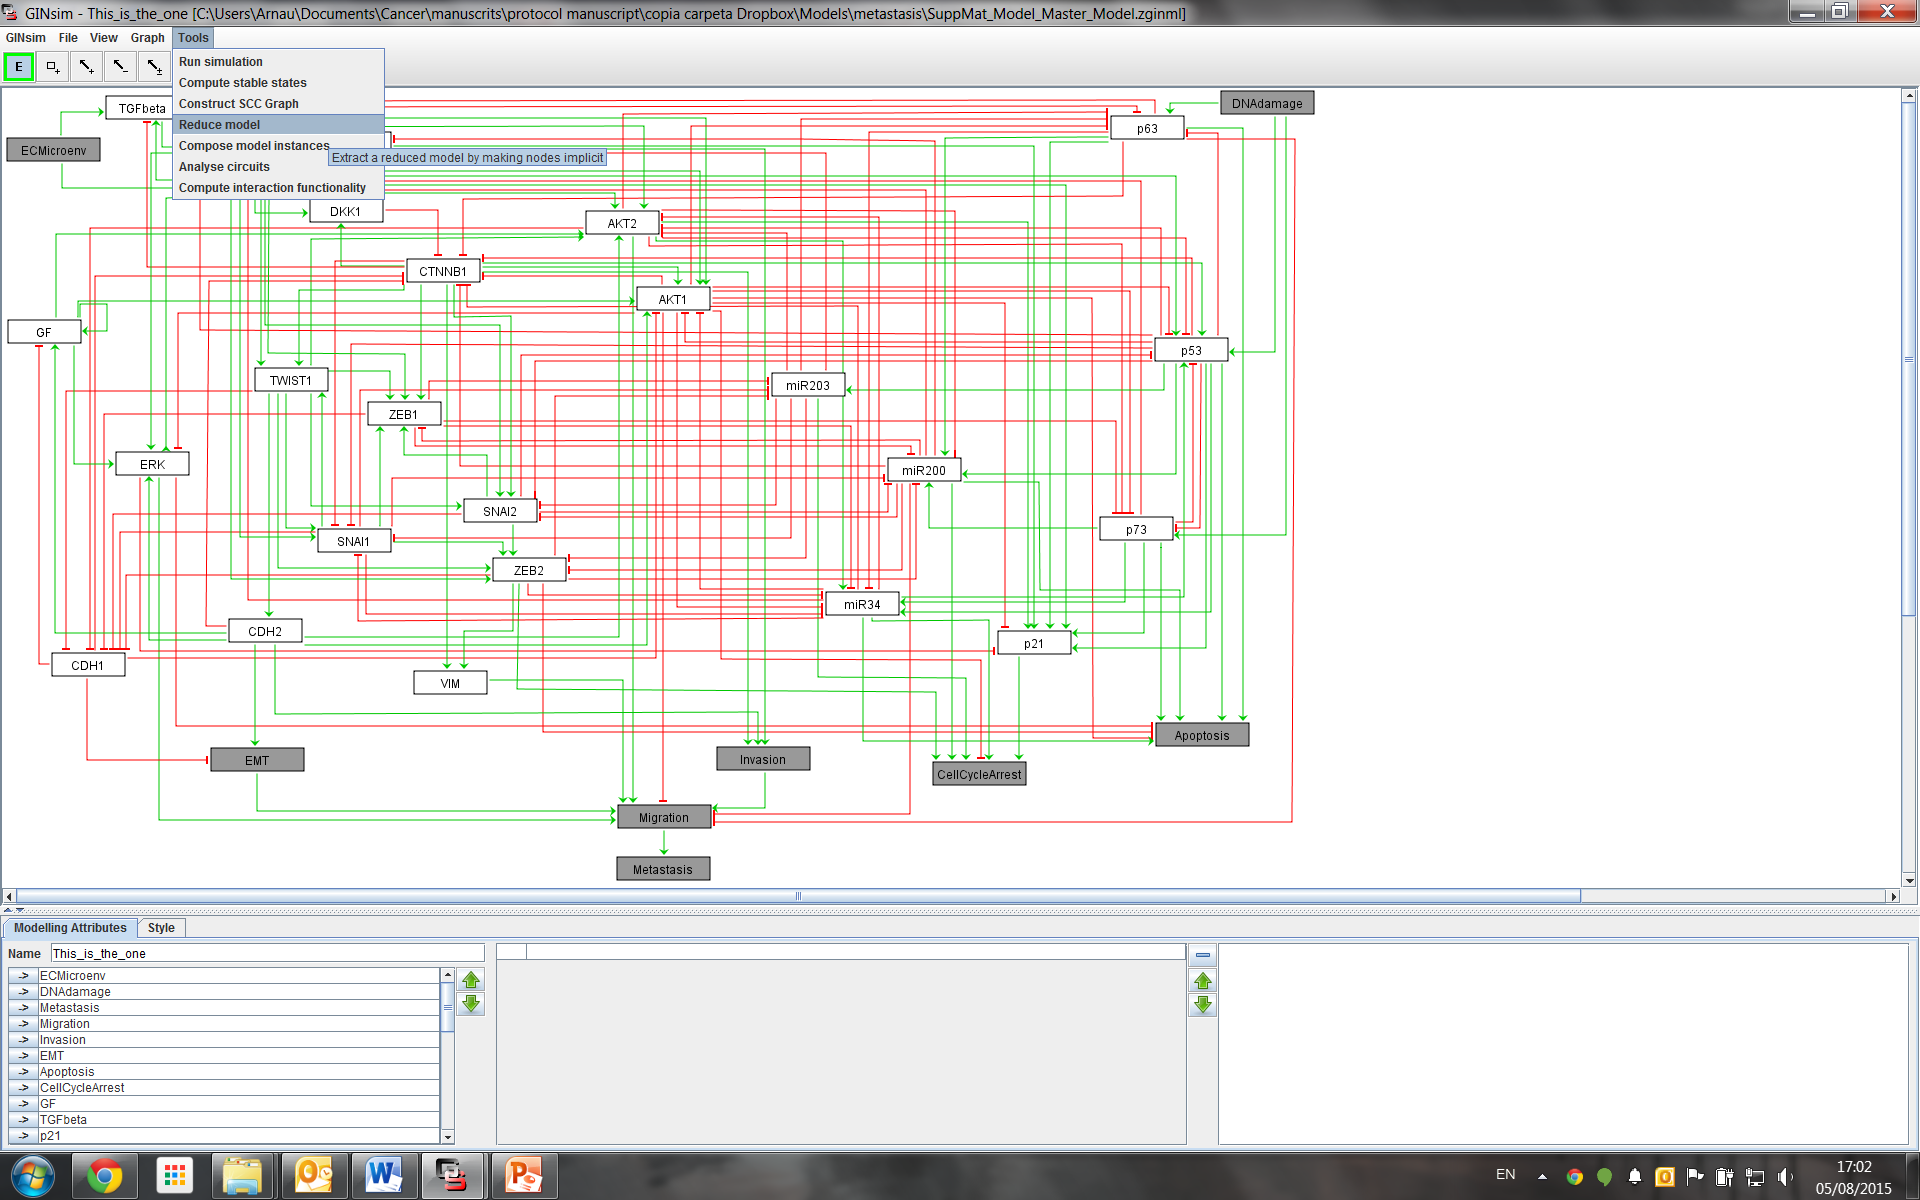 GINsim - This_is_the_one [C:\Users\Arnau\Documents\Cancer\manuscrits\protocol manuscript\copia carpeta Dropbox\Models\metastasis\SuppMat_Model_Master_Model.zginml]
GINsim File View Graph Tools
E
Run simulation
Compute stable states
Construct SCC Graph
Reduce model
Compose model instances
Extract a reduced model by making nodes implicit
Analyse circuits
Compute interaction functionality
TGFbeta
DNAdamage
p63
ECMicroenv
DKK1
AKT2
CTNNB1
AKT1
GF
p53
TWIST1
miR203
ZEB1
ERK
miR200
SNAI2
p73
SNAI1
ZEB2
miR34
CDH2
p21
CDH1
VIM
Apoptosis
EMT
Invasion
CellCycleArrest
Migration
Metastasis
Modelling Attributes Style
Name This_is_the_one
-> ECMicroenv
-> DNAdamage
-> Metastasis
-> Migration
-> Invasion
-> EMT
-> Apoptosis
-> CellCycleArrest
-> GF
-> TGFbeta
-> p21
EN
17:02
05/08/2015